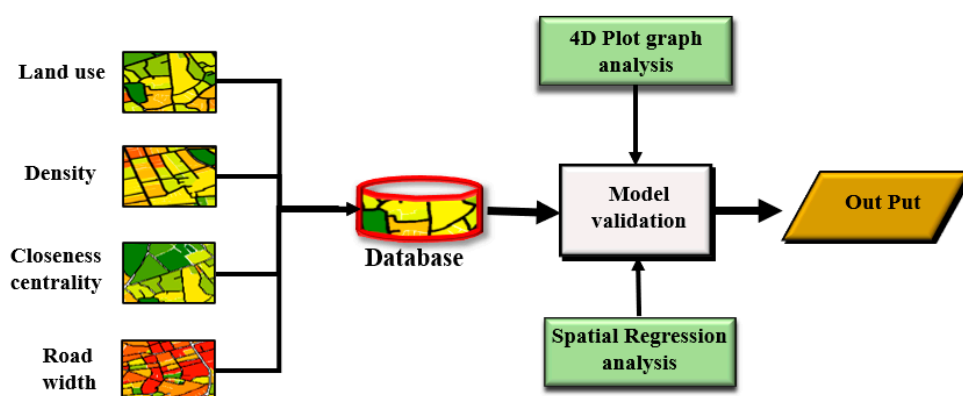 Land use
Density
Closeness
centrality
Road
width
Database
4D Plot graph
analysis
Model
validation
Spatial Regression
analysis
Out Put